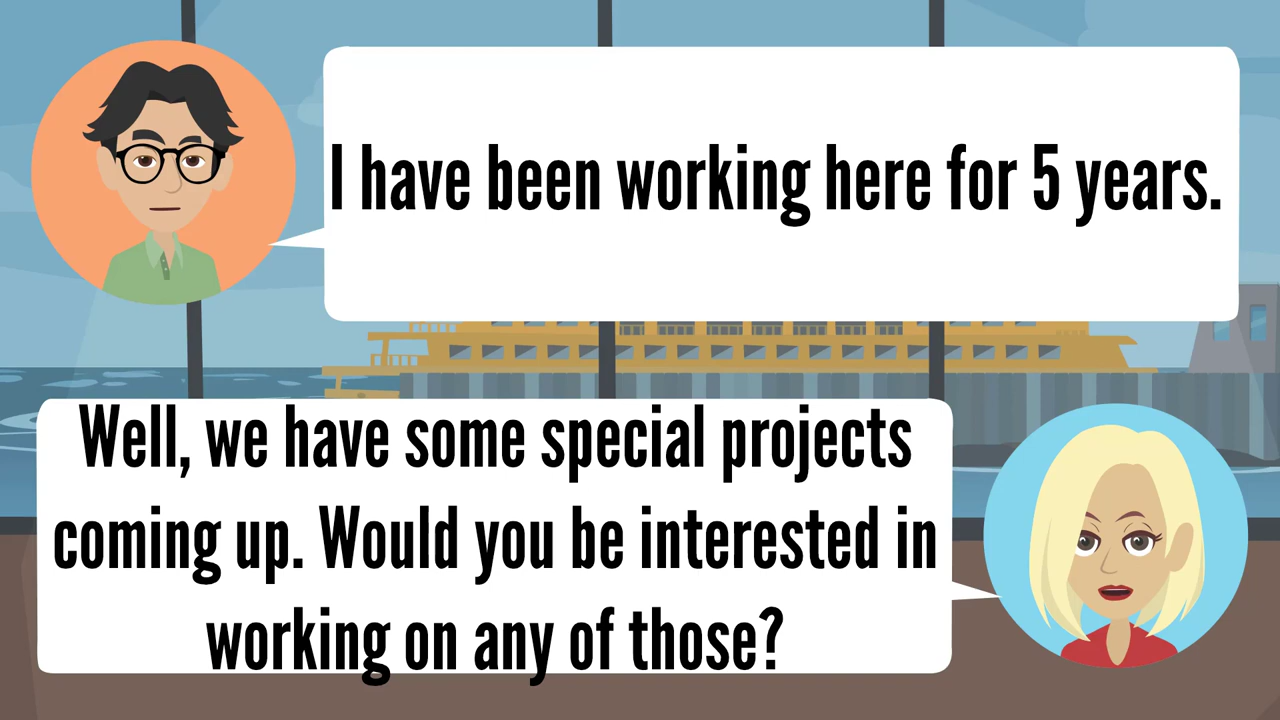 I have been working here for 5 years.
Well, we have some special projects
coming up. Would you be interested in
working on any of those?